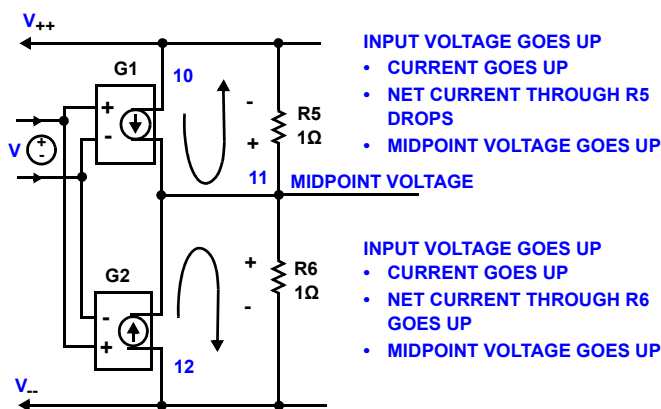 V++
G1
10
+
-
V
+
-
-
R5
1Ω
+
11
MIDPOINT VOLTAGE
INPUT VOLTAGE GOES UP
• CURRENT GOES UP
• NET CURRENT THROUGH R5
DROPS
• MIDPOINT VOLTAGE GOES UP
G2
-
+
12
+
R6
1Ω
-
V--
INPUT VOLTAGE GOES UP
• CURRENT GOES UP
• NET CURRENT THROUGH R6
GOES UP
• MIDPOINT VOLTAGE GOES UP